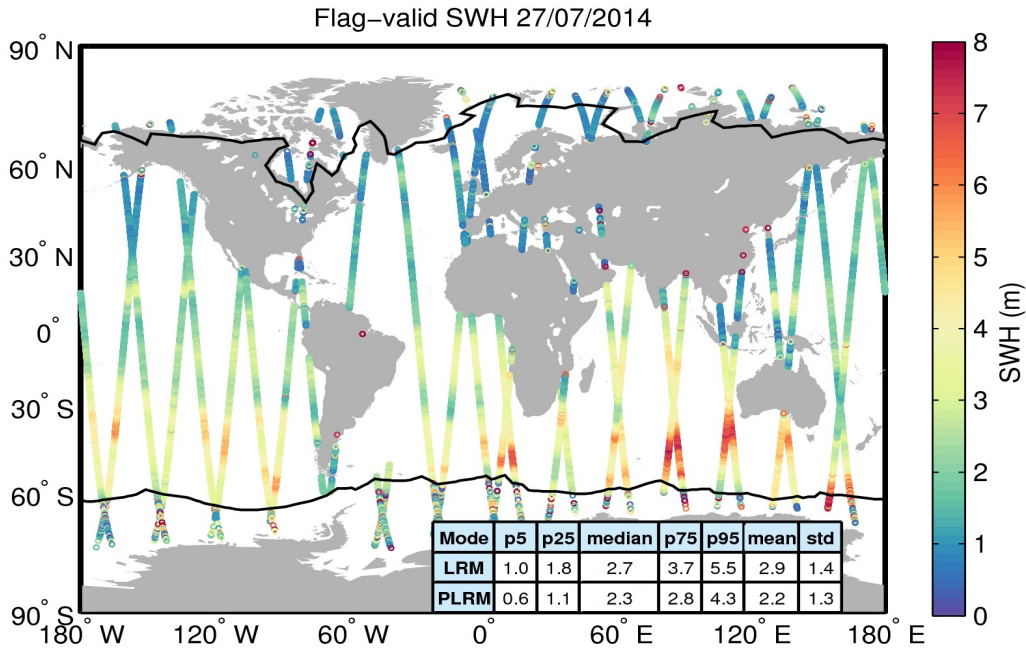 Flag−valid SWH 27/07/2014
90° N
60° N
30° N
0°
30° S
60° S
90° S
180° W
120° W
60° W
0°
60° E
120° E
180° E
Mode p5 p25 median p75 p95 mean std
LRM 1.0 1.8 2.7 3.7 5.5 2.9 1.4
PLRM 0.6 1.1 2.3 2.8 4.3 2.2 1.3
8
7
6
5
4
3
2
1
0
SWH (m)